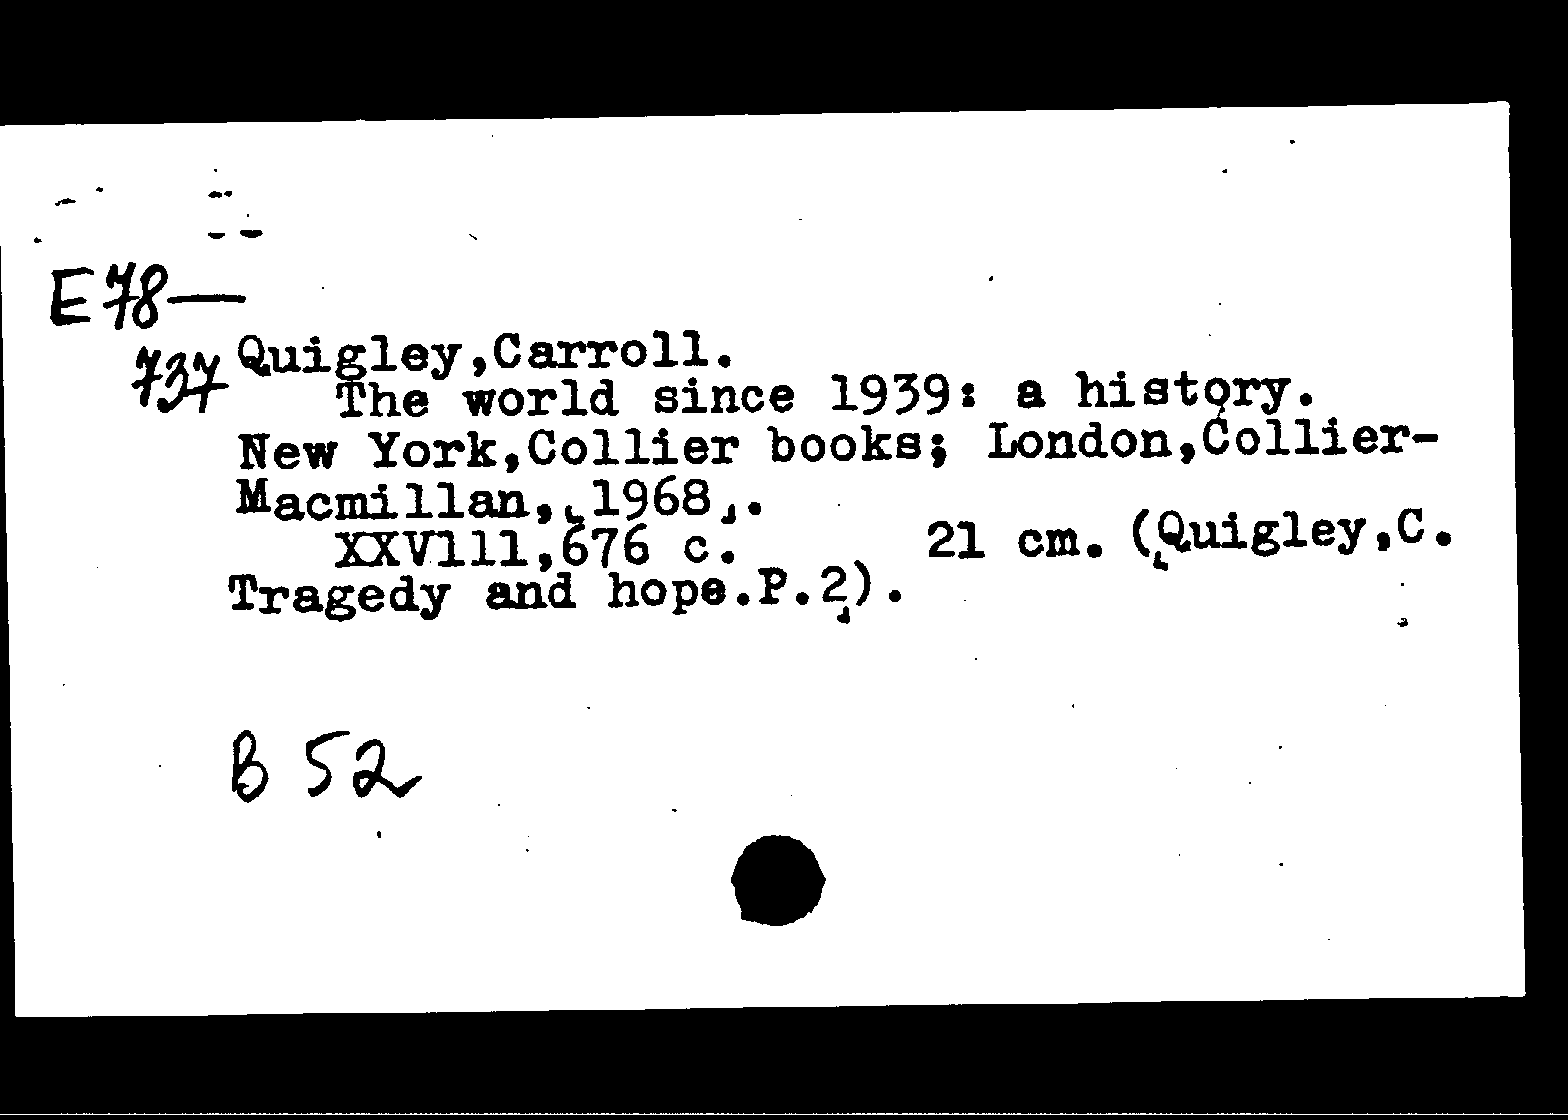 E78—
737 Quigley,Carroll.
The world since 1939: a history.
New York,Collier books; London,Collier-
Macmillan,⌞1968⌟.
XXVlll,676 c. 21 cm. (⌞Quigley,C.
Tragedy and hope.P.2⌟).
B 52